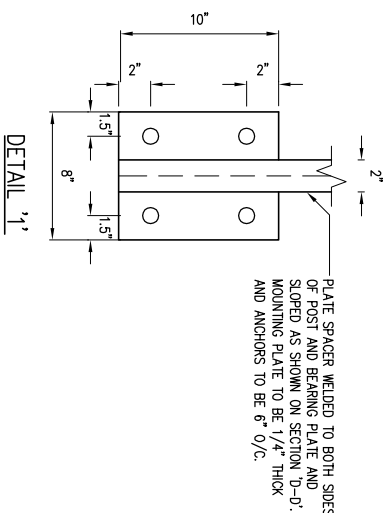 10"
2"
2"
1.5"
8"
1.5"
2"
PLATE SPACER WELDED TO BOTH SIDES
OF POST AND BEARING PLATE AND
SLOPED AS SHOWN ON SECTION 'D-D'.
MOUNTING PLATE TO BE 1/4" THICK
AND ANCHORS TO BE 6" O/C.
DETAIL '1'